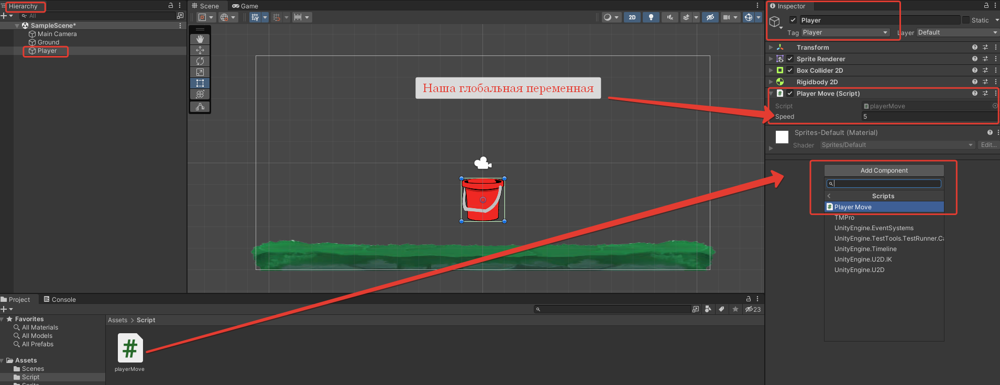 Hierarchy
All
SampleScene*
Main Camera
Ground
Player
Scene
Game
2D
Наша глобальная переменная
Inspector
Player
Static
Tag Player
Layer Default
Transform
Sprite Renderer
Box Collider 2D
Rigidbody 2D
Player Move (Script)
Script playerMove
Speed 5
Sprites-Default (Material)
Shader Sprites/Default Edit...
Add Component
Scripts
Player Move
TMPro
UnityEngine.EventSystems
UnityEngine.TestTools.TestRunner.Ca
UnityEngine.Timeline
UnityEngine.U2D.IK
UnityEngine.U2D
Project
Console
23
Favorites
All Materials
All Models
All Prefabs
Assets
Scenes
Script
Assets > Script
playerMove